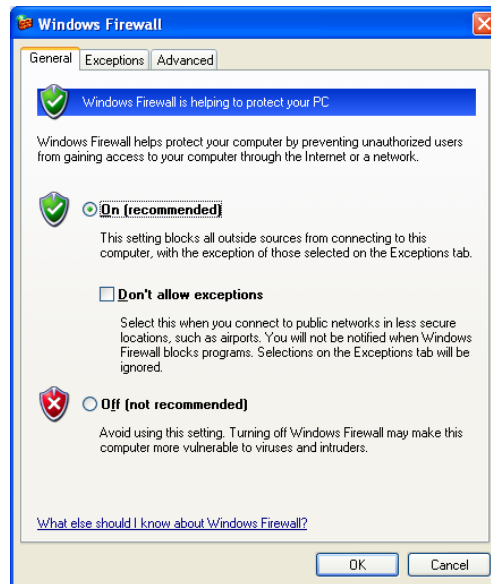 Windows Firewall
General Exceptions Advanced
Windows Firewall is helping to protect your PC
Windows Firewall helps protect your computer by preventing unauthorized users
from gaining access to your computer through the Internet or a network.
On (recommended)
This setting blocks all outside sources from connecting to this
computer, with the exception of those selected on the Exceptions tab.
Don't allow exceptions
Select this when you connect to public networks in less secure
locations, such as airports. You will not be notified when Windows
Firewall blocks programs. Selections on the Exceptions tab will be
ignored.
Off (not recommended)
Avoid using this setting. Turning off Windows Firewall may make this
computer more vulnerable to viruses and intruders.
What else should I know about Windows Firewall?
OK Cancel